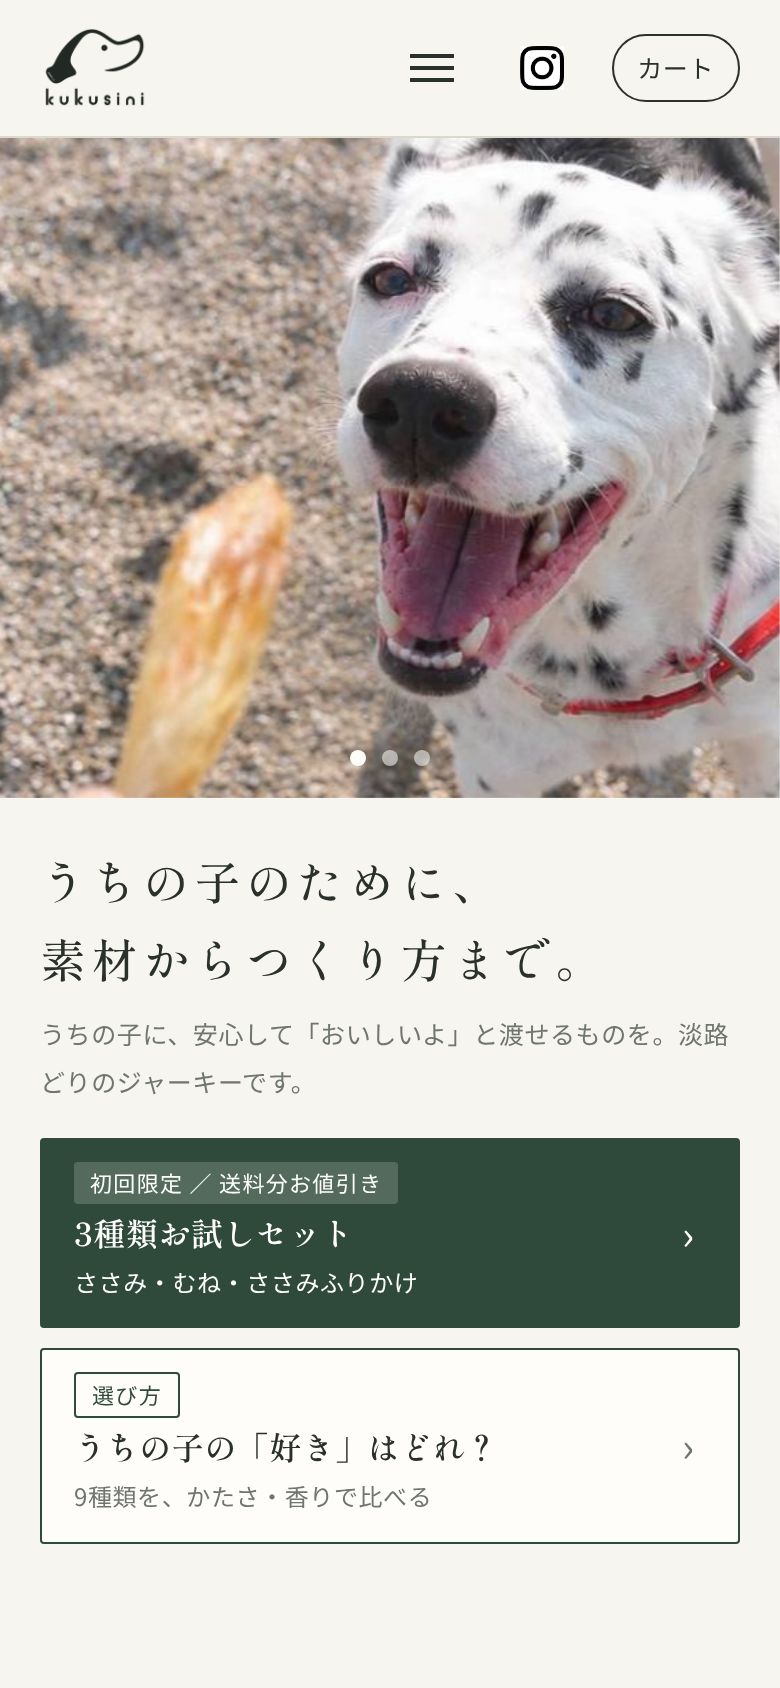 kukusini
カート
うちの子のために、
素材からつくり方まで。
うちの子に、安心して「おいしいよ」と渡せるものを。淡路
どりのジャーキーです。
初回限定 ／ 送料分お値引き
3種類お試しセット
ささみ・むね・ささみふりかけ
選び方
うちの子の「好き」はどれ？
9種類を、かたさ・香りで比べる